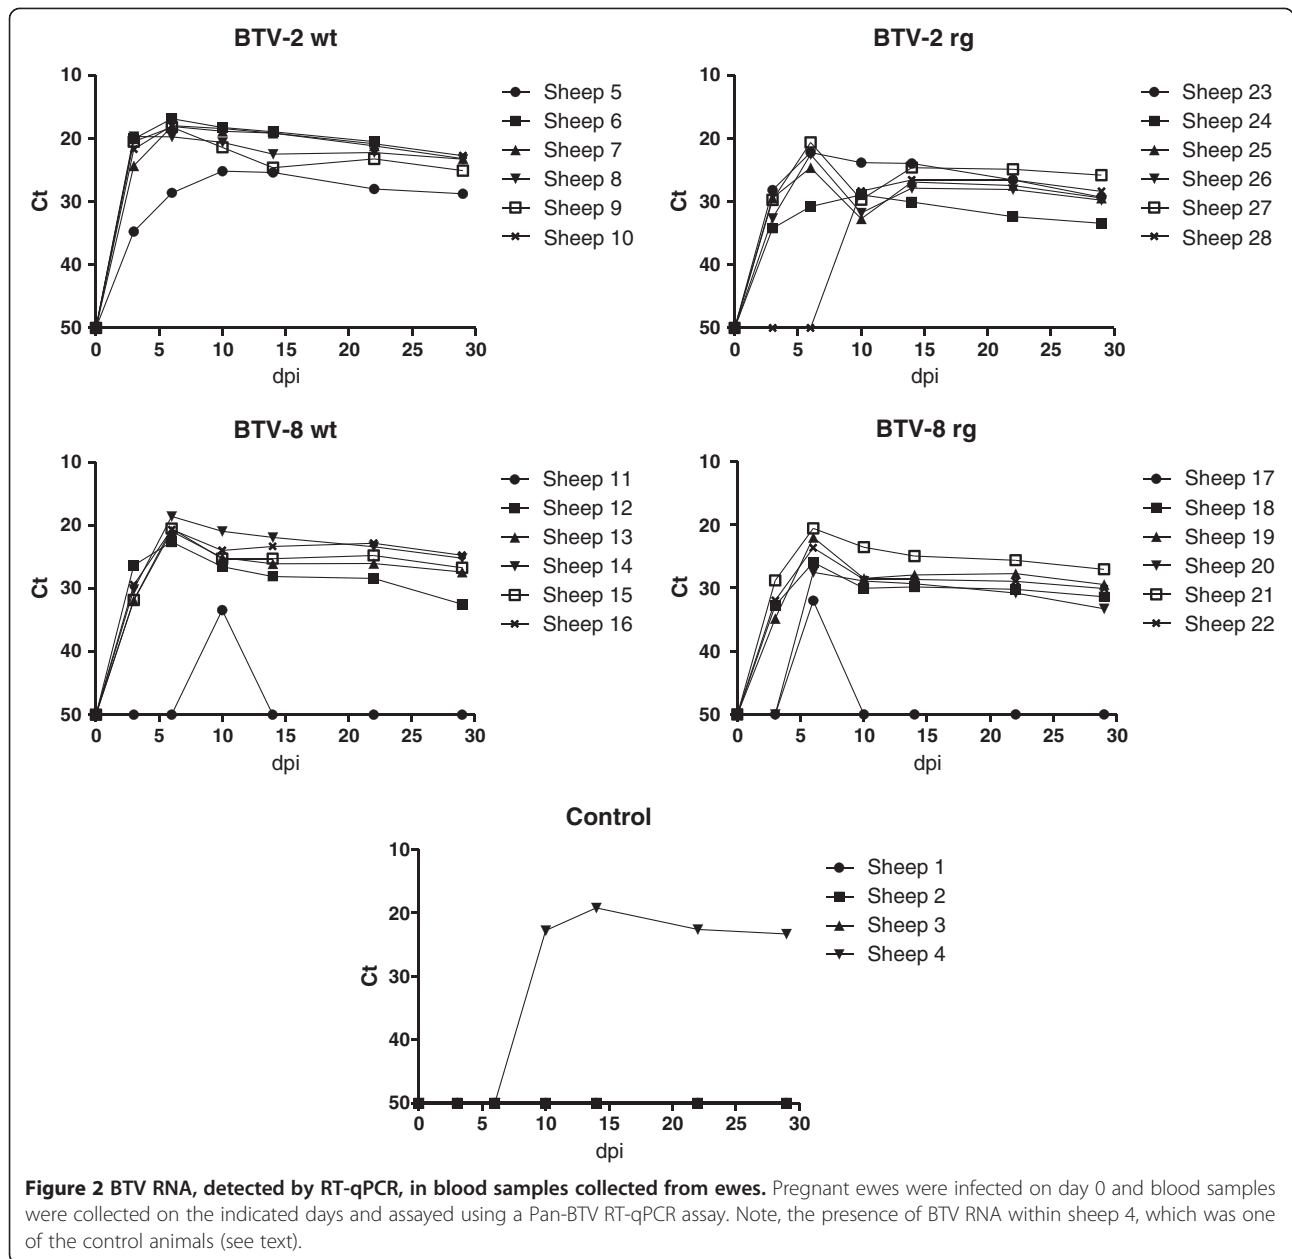 BTV-2 wt
10
20
30
40
50
0 5 10 15 20 25 30
Ct
dpi
Sheep 5
Sheep 6
Sheep 7
Sheep 8
Sheep 9
Sheep 10
BTV-2 rg
10
20
30
40
50
0 5 10 15 20 25 30
Ct
dpi
Sheep 23
Sheep 24
Sheep 25
Sheep 26
Sheep 27
Sheep 28
BTV-8 wt
10
20
30
40
50
0 5 10 15 20 25 30
Ct
dpi
Sheep 11
Sheep 12
Sheep 13
Sheep 14
Sheep 15
Sheep 16
BTV-8 rg
10
20
30
40
50
0 5 10 15 20 25 30
Ct
dpi
Sheep 17
Sheep 18
Sheep 19
Sheep 20
Sheep 21
Sheep 22
Control
10
20
30
40
50
0 5 10 15 20 25 30
Ct
dpi
Sheep 1
Sheep 2
Sheep 3
Sheep 4
Figure 2 BTV RNA, detected by RT-qPCR, in blood samples collected from ewes. Pregnant ewes were infected on day 0 and blood samples
were collected on the indicated days and assayed using a Pan-BTV RT-qPCR assay. Note, the presence of BTV RNA within sheep 4, which was one
of the control animals (see text).